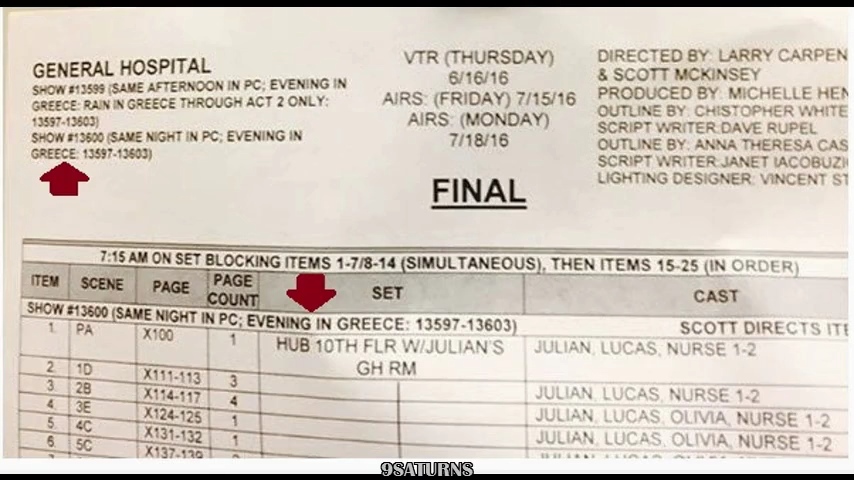 GENERAL HOSPITAL
SHOW #13599 (SAME AFTERNOON IN PC; EVENING IN
GREECE: RAIN IN GREECE THROUGH ACT 2 ONLY:
13597-13603)
SHOW #13600 (SAME NIGHT IN PC; EVENING IN
GREECE: 13597-13603)
VTR (THURSDAY)
6/16/16
AIRS: (FRIDAY) 7/15/16
AIRS: (MONDAY)
7/18/16
FINAL
DIRECTED BY: LARRY CARPEN
& SCOTT MCKINSEY
PRODUCED BY: MICHELLE HEN
OUTLINE BY: CHISTOPHER WHITE
SCRIPT WRITER:DAVE RUPEL
OUTLINE BY: ANNA THERESA CAS
SCRIPT WRITER:JANET IACOBUZI
LIGHTING DESIGNER: VINCENT ST
7:15 AM ON SET BLOCKING ITEMS 1-7/8-14 (SIMULTANEOUS), THEN ITEMS 15-25 (IN ORDER)
ITEM SCENE PAGE PAGE COUNT SET CAST
SHOW #13600 (SAME NIGHT IN PC; EVENING IN GREECE: 13597-13603) SCOTT DIRECTS ITE
1. PA X100 1 HUB 10TH FLR W/JULIAN'S JULIAN, LUCAS, NURSE 1-2
GH RM
2. 1D X111-113 3 JULIAN, LUCAS, NURSE 1-2
3. 2B X114-117 4 JULIAN, LUCAS, OLIVIA, NURSE 1-2
4. 3E X124-125 1 JULIAN, LUCAS, OLIVIA, NURSE 1-2
5. 4C X131-132 1
6. 5C X137-139
9SATURNS